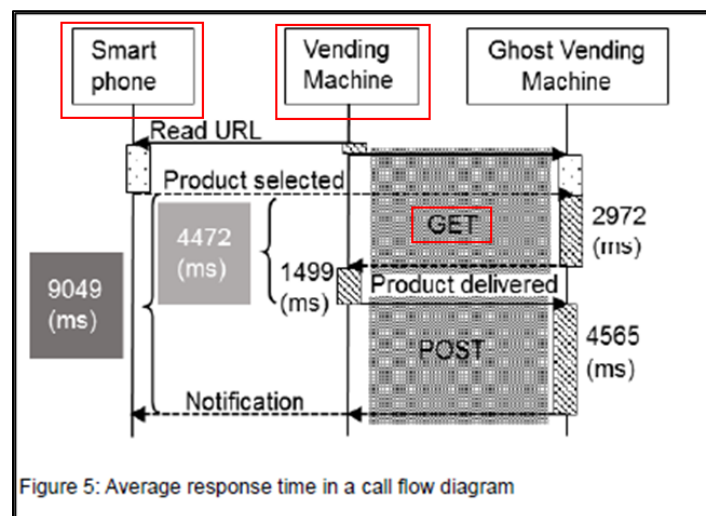 Smart
phone
Vending
Machine
Ghost Vending
Machine
Read URL
Product selected
GET
2972
(ms)
4472
(ms)
1499
(ms)
9049
(ms)
Product delivered
POST
4565
(ms)
Notification
Figure 5: Average response time in a call flow diagram